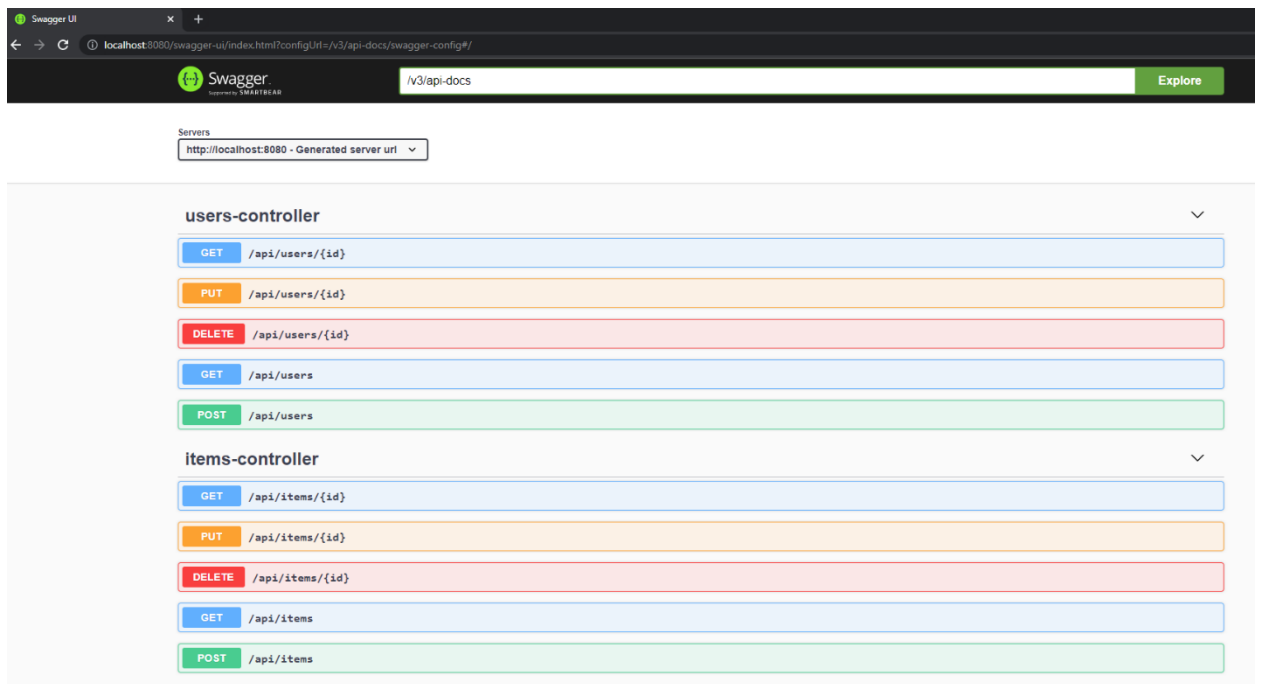 Swagger UI
localhost:8080/swagger-ui/index.html?configUrl=/v3/api-docs/swagger-config#/
Swagger.
Supported by SMARTBEAR
/v3/api-docs
Explore
Servers
http://localhost:8080 - Generated server url
users-controller
GET /api/users/{id}
PUT /api/users/{id}
DELETE /api/users/{id}
GET /api/users
POST /api/users
items-controller
GET /api/items/{id}
PUT /api/items/{id}
DELETE /api/items/{id}
GET /api/items
POST /api/items